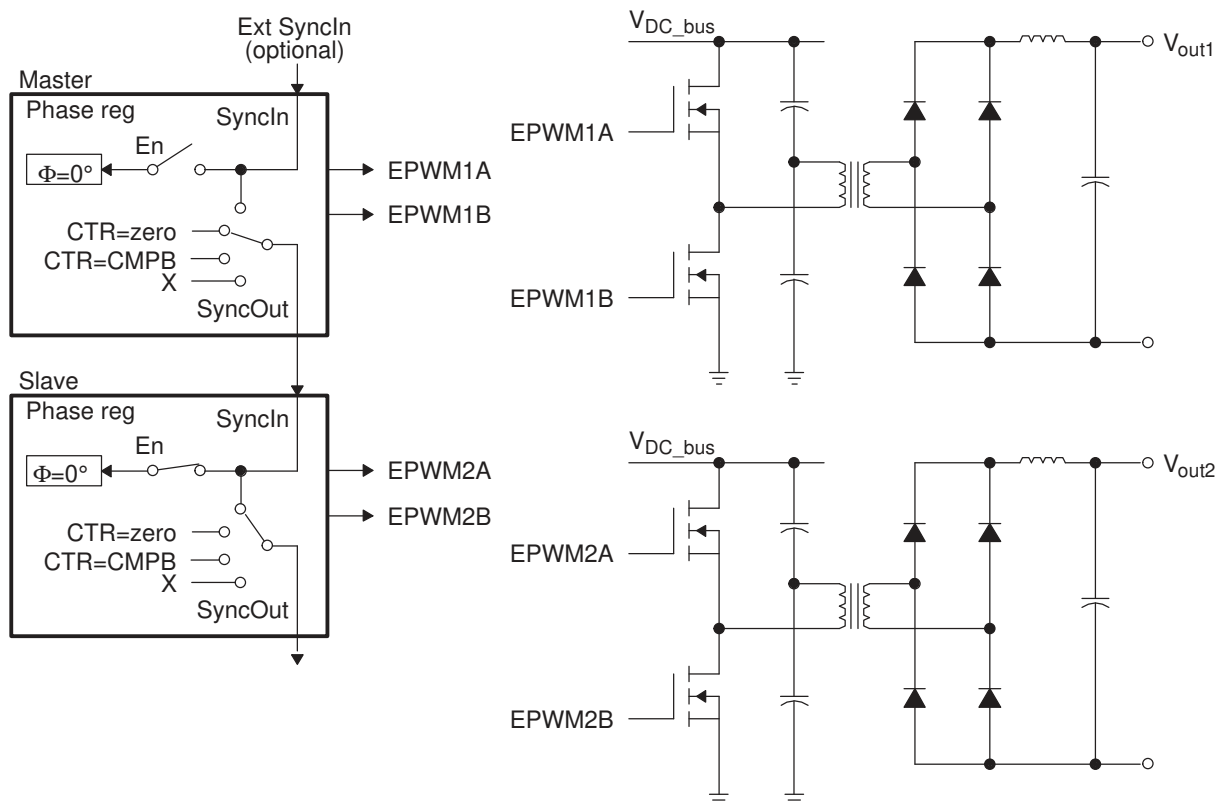 Ext SyncIn
(optional)
Master
Phase reg
SyncIn
En
Φ=0°
EPWM1A
EPWM1B
CTR=zero
CTR=CMPB
X
SyncOut
Slave
Phase reg
SyncIn
En
Φ=0°
EPWM2A
EPWM2B
CTR=zero
CTR=CMPB
X
SyncOut
VDC_bus
Vout1
EPWM1A
EPWM1B
VDC_bus
Vout2
EPWM2A
EPWM2B